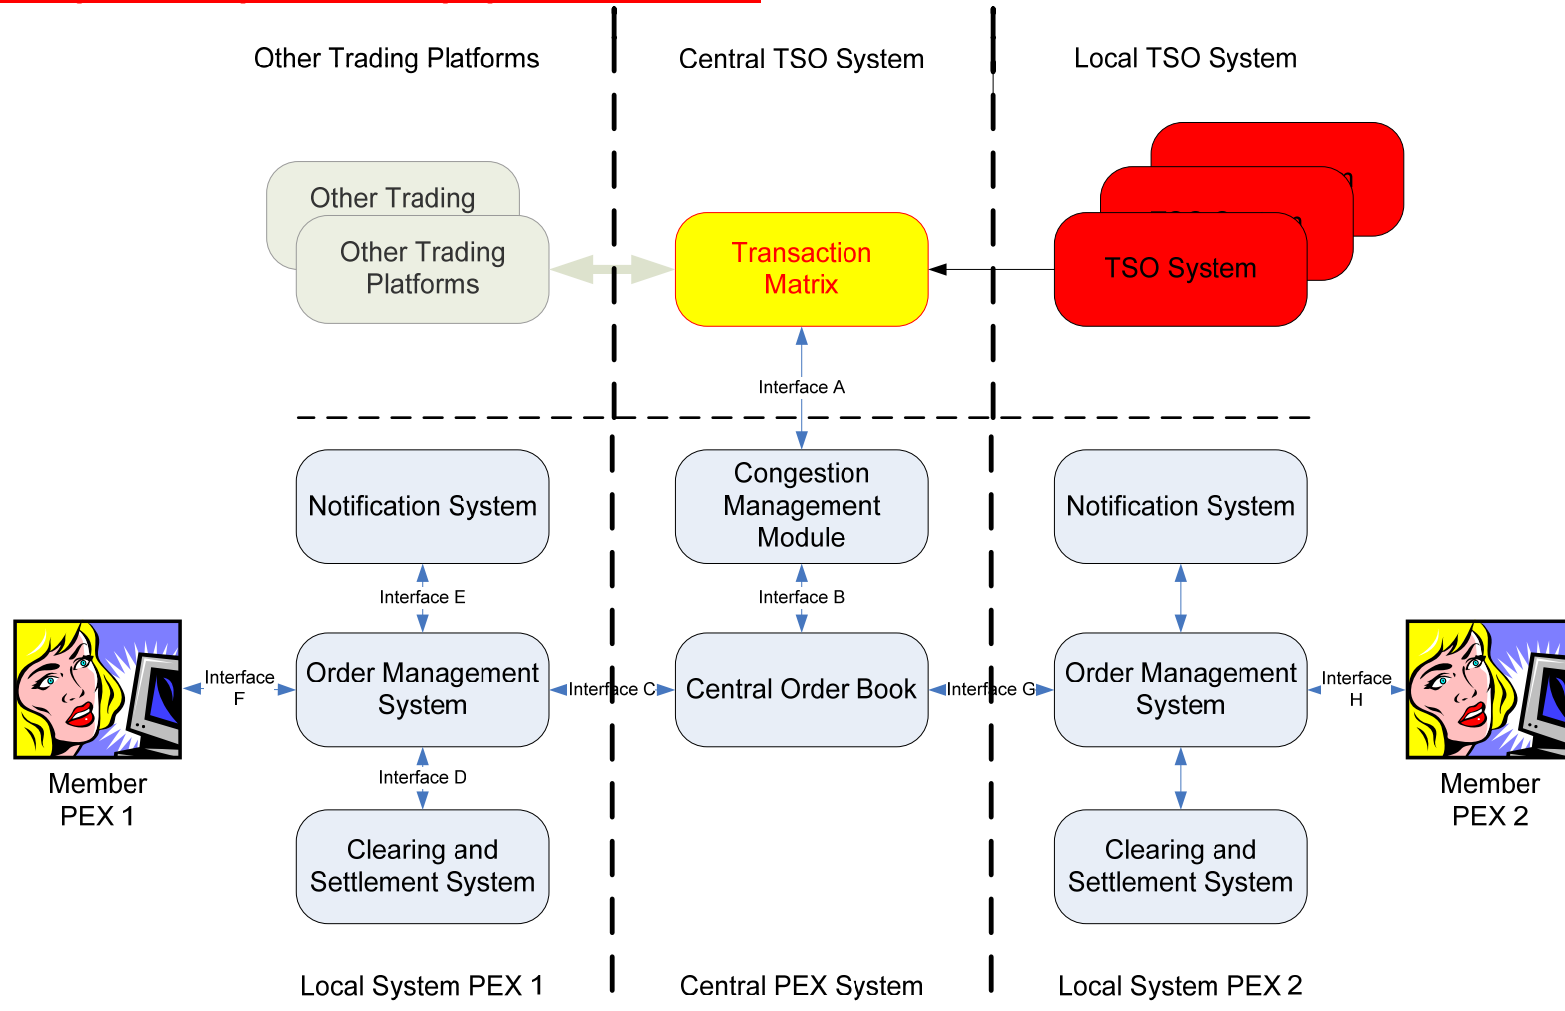 Other Trading Platforms
Central TSO System
Local TSO System
Other Trading
Other Trading
Platforms
Transaction
Matrix
TSO System
Interface A
Notification System
Congestion
Management
Module
Notification System
Interface E
Interface B
Interface
F
Order Management
System
Interface C
Central Order Book
Interface G
Order Management
System
Interface
H
Member
PEX 1
Interface D
Member
PEX 2
Clearing and
Settlement System
Clearing and
Settlement System
Local System PEX 1
Central PEX System
Local System PEX 2